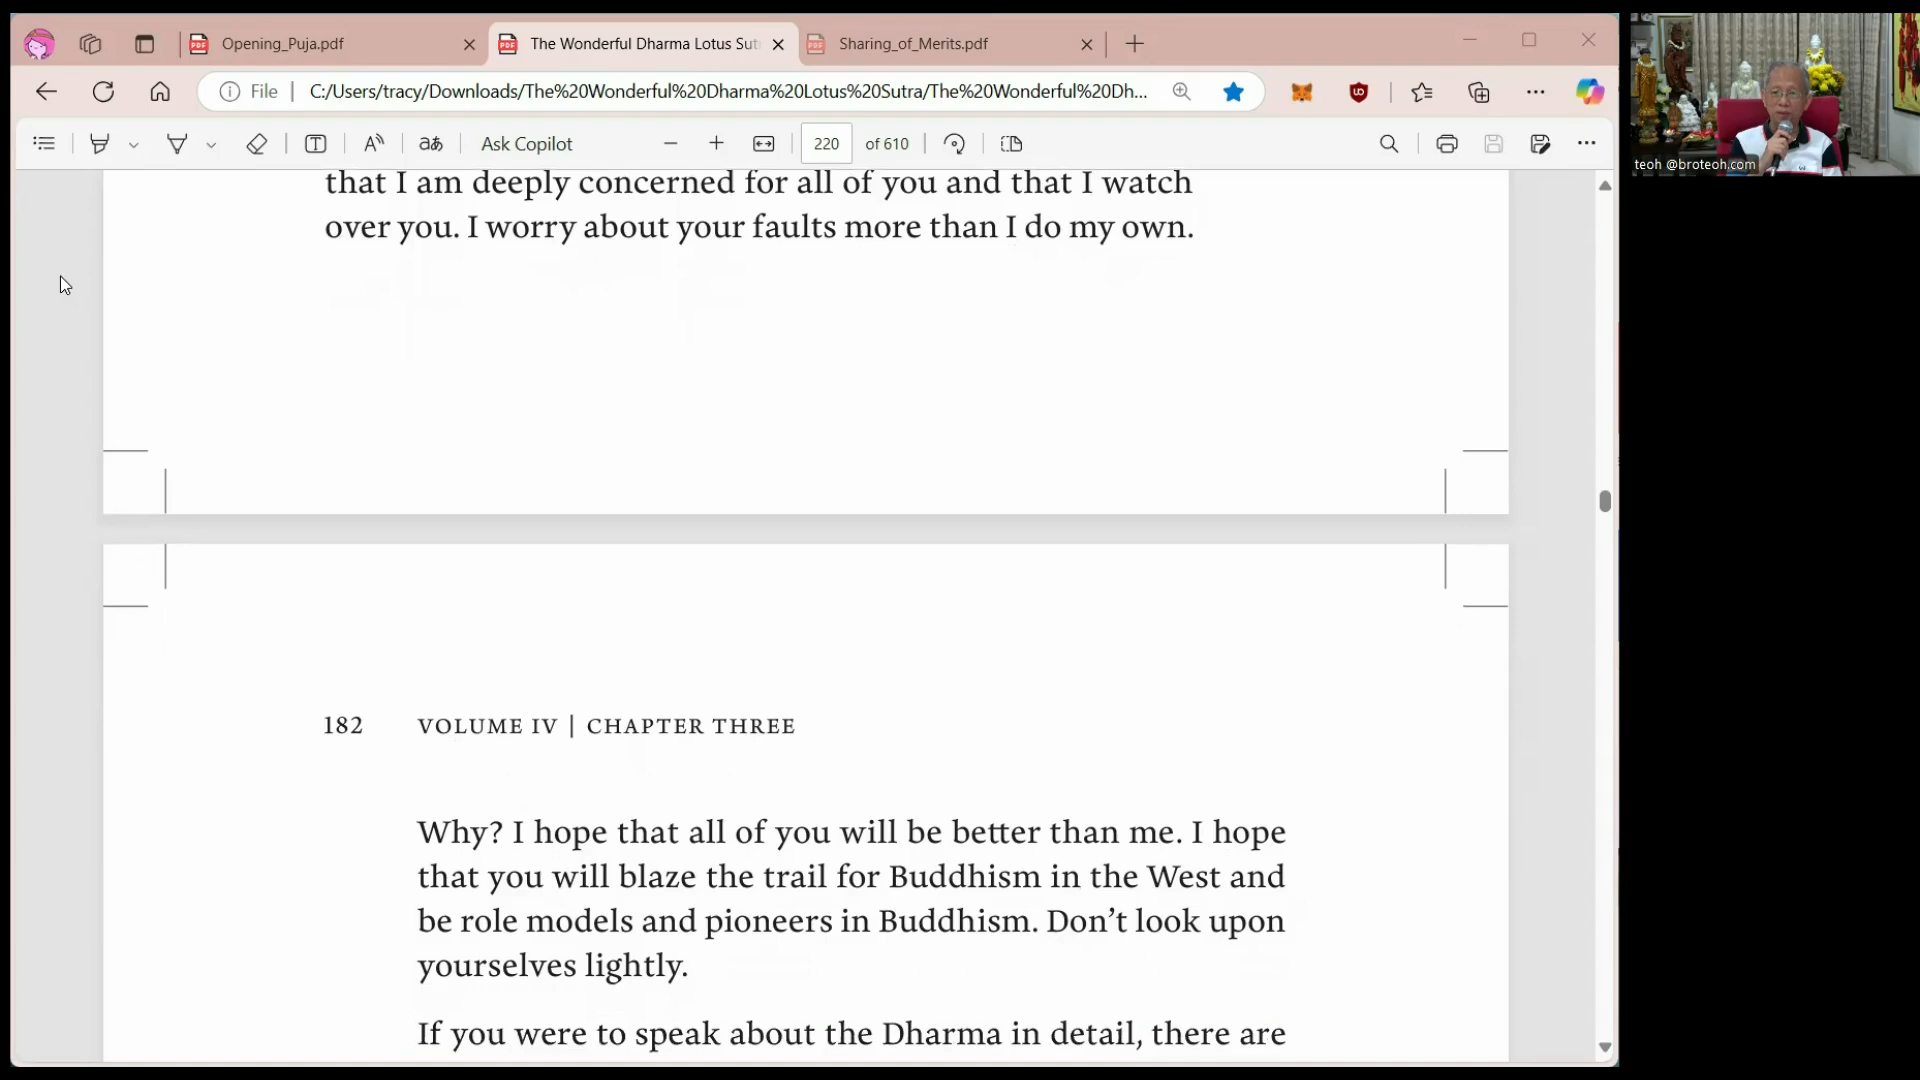 Opening_Puja.pdf
The Wonderful Dharma Lotus Sut
Sharing_of_Merits.pdf
File
C:/Users/tracy/Downloads/The%20Wonderful%20Dharma%20Lotus%20Sutra/The%20Wonderful%20Dh...
Ask Copilot
220 of 610
that I am deeply concerned for all of you and that I watch
over you. I worry about your faults more than I do my own.
182 VOLUME IV | CHAPTER THREE
Why? I hope that all of you will be better than me. I hope
that you will blaze the trail for Buddhism in the West and
be role models and pioneers in Buddhism. Don't look upon
yourselves lightly.
If you were to speak about the Dharma in detail, there are
teoh @broteoh.com